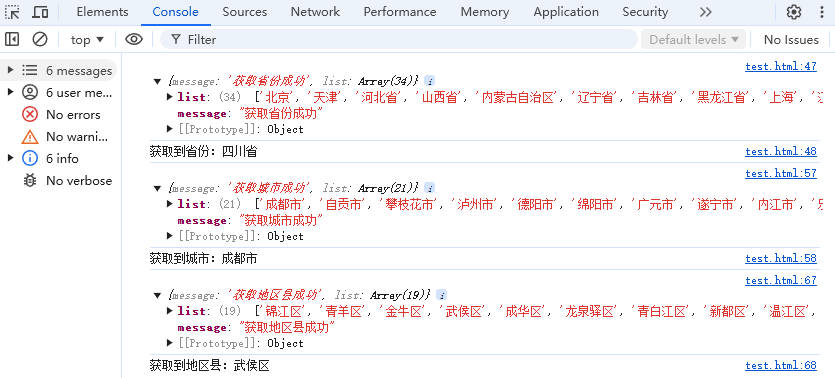 Elements Console Sources Network Performance Memory Application Security
top Filter Default levels No Issues
6 messages
6 user me...
No errors
No warnin...
6 info
No verbose
test.html:47
{message: '获取省份成功', list: Array(34)} i
list: (34) ['北京', '天津', '河北省', '山西省', '内蒙古自治区', '辽宁省', '吉林省', '黑龙江省', '上海',
message: "获取省份成功"
[[Prototype]]: Object
获取到省份: 四川省 test.html:48
test.html:57
{message: '获取城市成功', list: Array(21)} i
list: (21) ['成都市', '自贡市', '攀枝花市', '泸州市', '德阳市', '绵阳市', '广元市', '遂宁市', '内江市',
message: "获取城市成功"
[[Prototype]]: Object
获取到城市: 成都市 test.html:58
test.html:67
{message: '获取地区县成功', list: Array(19)} i
list: (19) ['锦江区', '青羊区', '金牛区', '武侯区', '成华区', '龙泉驿区', '青白江区', '新都区', '温江区',
message: "获取地区县成功"
[[Prototype]]: Object
获取到地区县: 武侯区 test.html:68